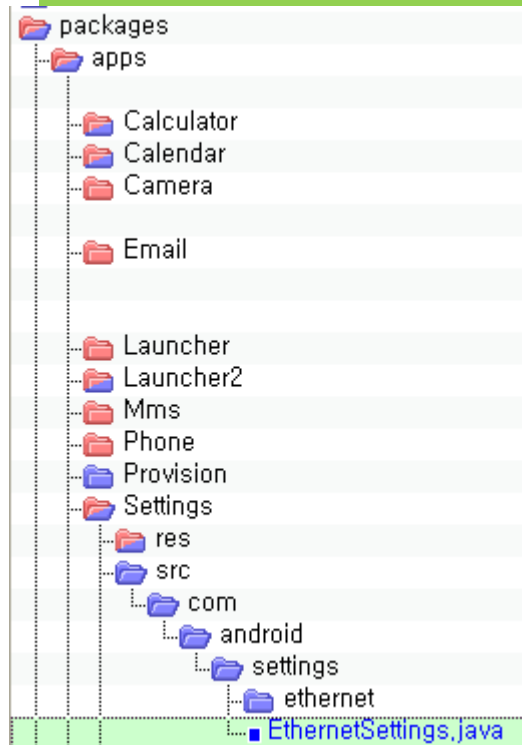 packages
apps
Calculator
Calendar
Camera
Email
Launcher
Launcher2
Mms
Phone
Provision
Settings
res
src
com
android
settings
ethernet
EthernetSettings.java